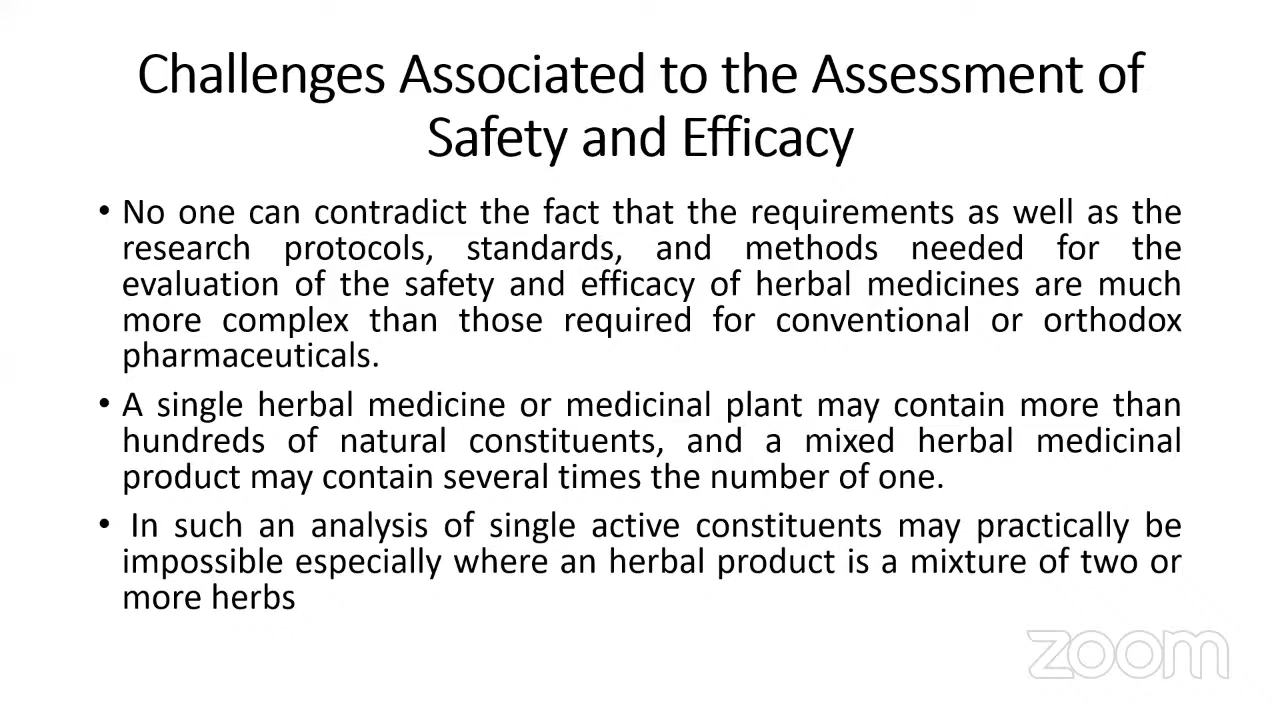 Challenges Associated to the Assessment of
Safety and Efficacy
• No one can contradict the fact that the requirements as well as the
research protocols, standards, and methods needed for the
evaluation of the safety and efficacy of herbal medicines are much
more complex than those required for conventional or orthodox
pharmaceuticals.
• A single herbal medicine or medicinal plant may contain more than
hundreds of natural constituents, and a mixed herbal medicinal
product may contain several times the number of one.
• In such an analysis of single active constituents may practically be
impossible especially where an herbal product is a mixture of two or
more herbs
zoom